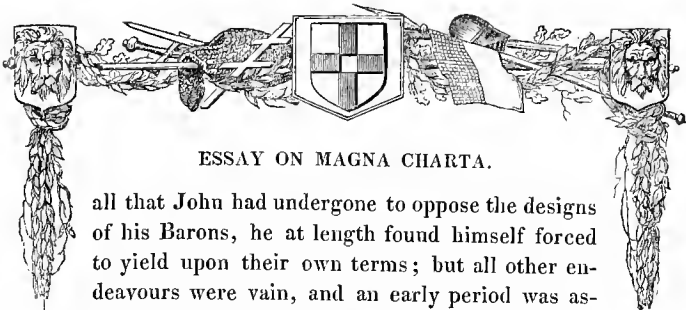 ESSAY ON MAGNA CHARTA.
all that John had undergone to oppose the designs
of his Barons, he at length found himself forced
to yield upon their own terms; but all other en-
deavours were vain, and an early period was as-